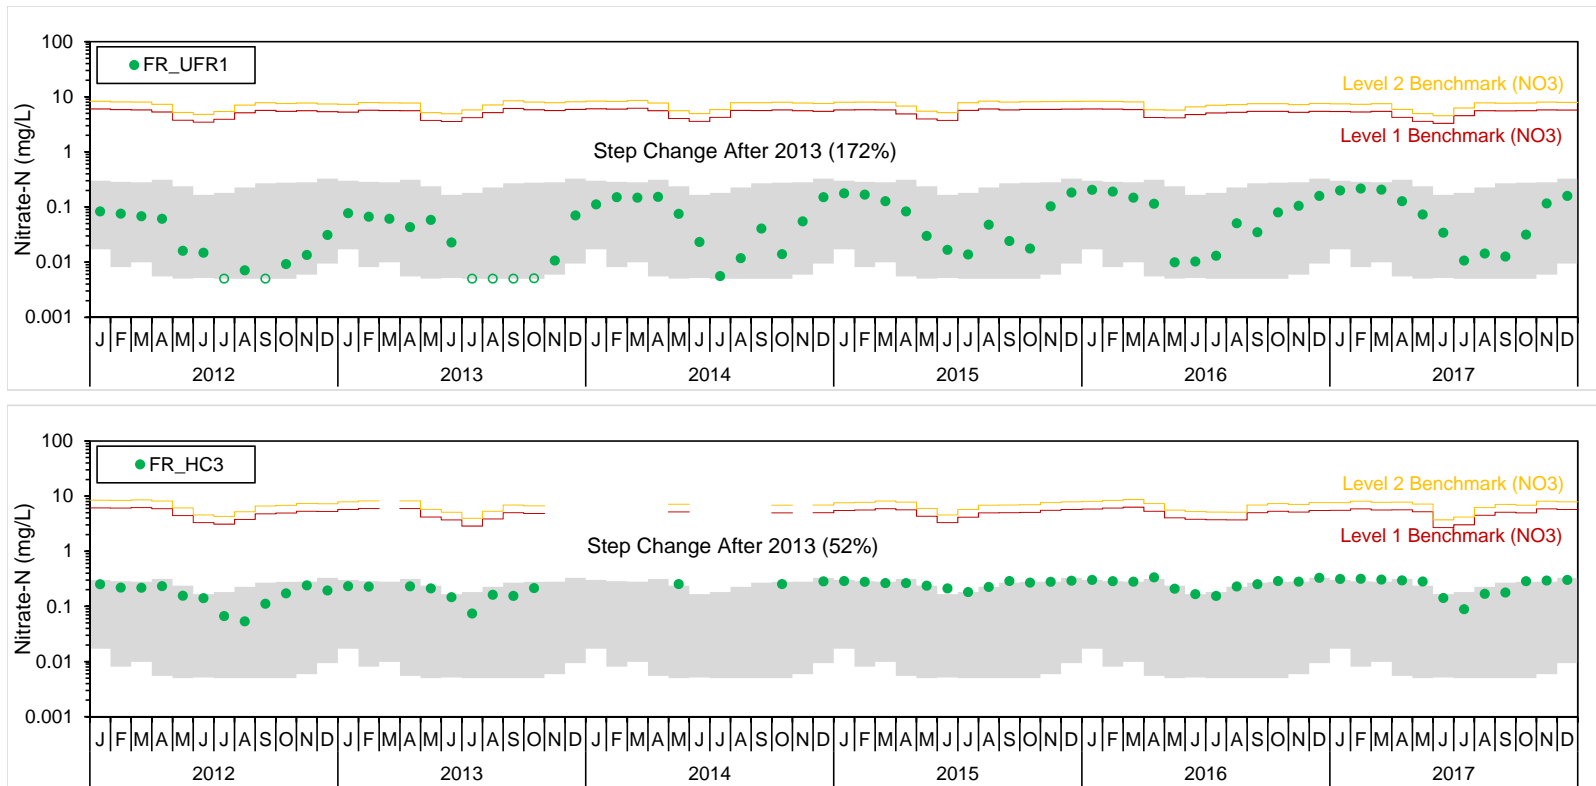 100
FR_UFR1
10
Level 2 Benchmark (NO3)
Level 1 Benchmark (NO3)
1
Step Change After 2013 (172%)
Nitrate-N (mg/L)
0.1
0.01
0.001
J F M A M J J A S O N D J F M A M J J A S O N D J F M A M J J A S O N D J F M A M J J A S O N D J F M A M J J A S O N D J F M A M J J A S O N D
2012 2013 2014 2015 2016 2017
100
FR_HC3
10
Level 2 Benchmark (NO3)
Level 1 Benchmark (NO3)
1
Step Change After 2013 (52%)
Nitrate-N (mg/L)
0.1
0.01
0.001
J F M A M J J A S O N D J F M A M J J A S O N D J F M A M J J A S O N D J F M A M J J A S O N D J F M A M J J A S O N D J F M A M J J A S O N D
2012 2013 2014 2015 2016 2017